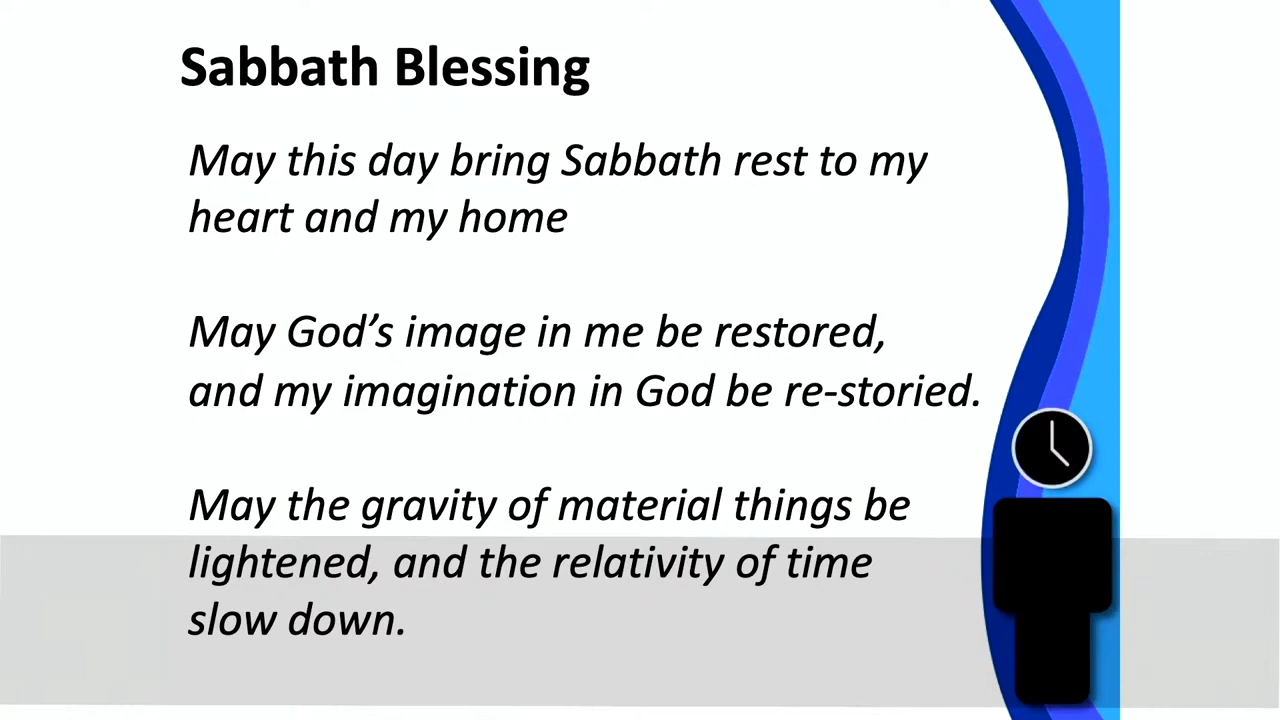 Sabbath Blessing
May this day bring Sabbath rest to my
heart and my home
May God’s image in me be restored,
and my imagination in God be re-storied.
May the gravity of material things be
lightened, and the relativity of time
slow down.